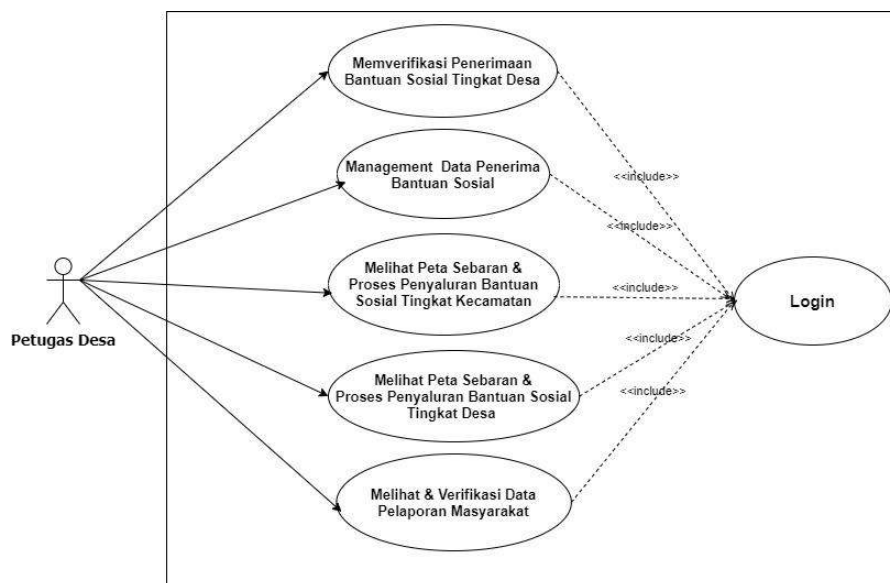 Memverifikasi Penerimaan
Bantuan Sosial Tingkat Desa
<<include>>
Management Data Penerima
Bantuan Sosial
<<include>>
Melihat Peta Sebaran &
Proses Penyaluran Bantuan
Sosial Tingkat Kecamatan
<<include>>
Login
Petugas Desa
<<include>>
Melihat Peta Sebaran &
Proses Penyaluran Bantuan Sosial
Tingkat Desa
<<include>>
Melihat & Verifikasi Data
Pelaporan Masyarakat